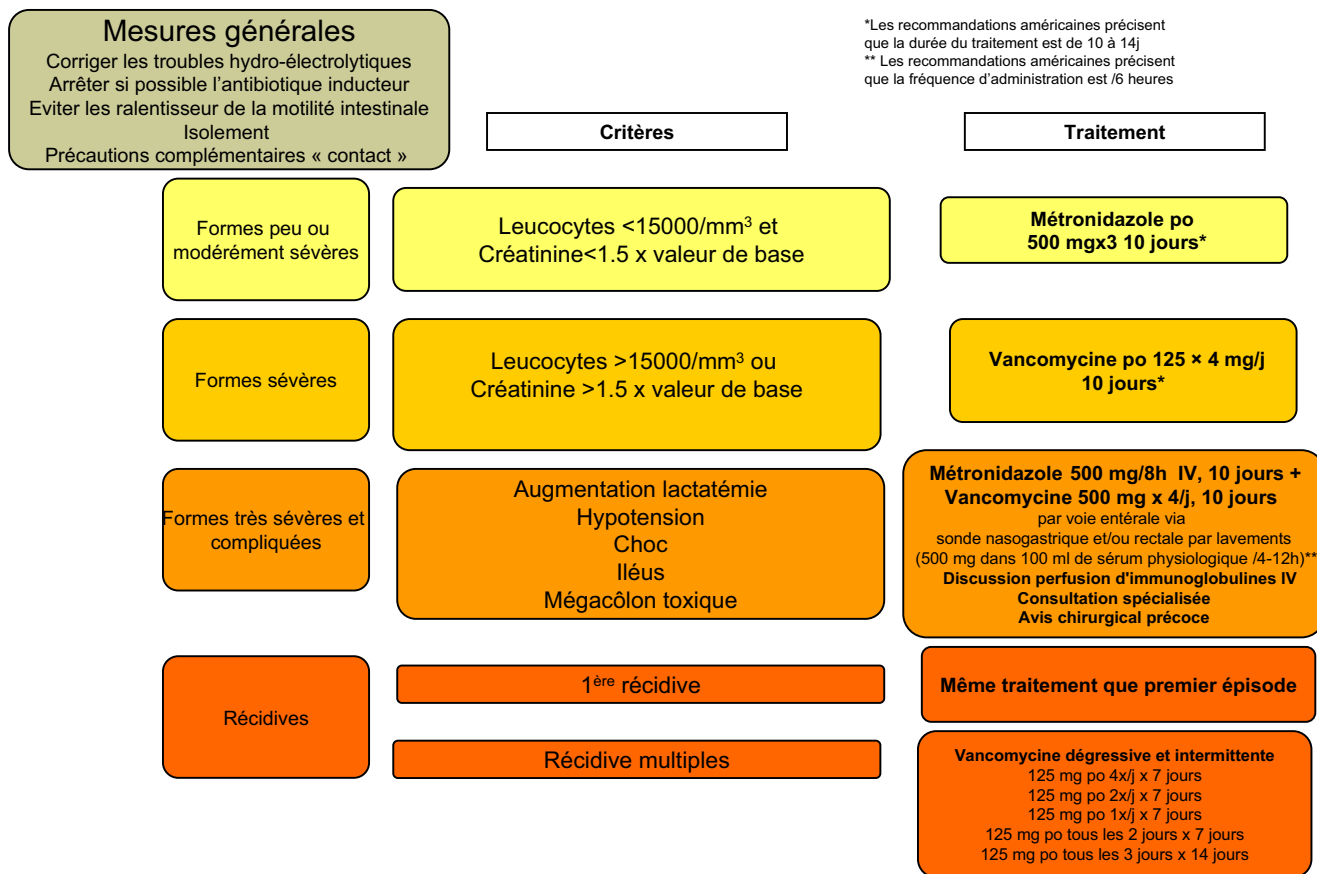 Mesures générales
Corriger les troubles hydro-électrolytiques
Arrêter si possible l'antibiotique inducteur
Eviter les ralentisseur de la motilité intestinale
Isolement
Précautions complémentaires « contact »
*Les recommandations américaines précisent
que la durée du traitement est de 10 à 14j
** Les recommandations américaines précisent
que la fréquence d'administration est /6 heures
Critères
Traitement
Formes peu ou
modérément sévères
Leucocytes <15000/mm³ et
Créatinine<1.5 x valeur de base
Métronidazole po
500 mgx3 10 jours*
Formes sévères
Leucocytes >15000/mm³ ou
Créatinine >1.5 x valeur de base
Vancomycine po 125 × 4 mg/j
10 jours*
Formes très sévères et
compliquées
Augmentation lactatémie
Hypotension
Choc
Iléus
Mégacôlon toxique
Métronidazole 500 mg/8h IV, 10 jours +
Vancomycine 500 mg x 4/j, 10 jours
par voie entérale via
sonde nasogastrique et/ou rectale par lavements
(500 mg dans 100 ml de sérum physiologique /4-12h)**
Discussion perfusion d'immunoglobulines IV
Consultation spécialisée
Avis chirurgical précoce
Récidives
1ère récidive
Même traitement que premier épisode
Récidive multiples
Vancomycine dégressive et intermittente
125 mg po 4x/j x 7 jours
125 mg po 2x/j x 7 jours
125 mg po 1x/j x 7 jours
125 mg po tous les 2 jours x 7 jours
125 mg po tous les 3 jours x 14 jours